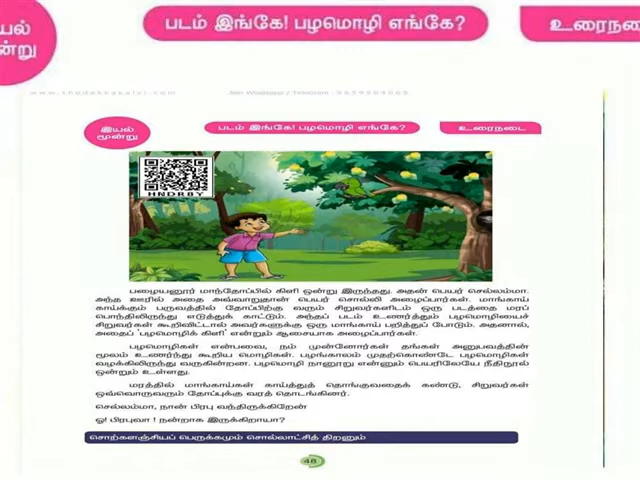 யல்
ன்று
படம் இங்கே! பழமொழி எங்கே?
உரைநடை
இயல்
மூன்று
படம் இங்கே! பழமொழி எங்கே?
உரைநடை
HNDR8Y
பழையனூர் மாந்தோப்பில் கிளி ஒன்று இருந்தது. அதன் பெயர் செல்லம்மா.
அந்த ஊரில் அதை அவ்வாறுதான் பெயர் சொல்லி அழைப்பார்கள். மாங்காய்
காய்க்கும் பருவத்தில் தோப்பிற்கு வரும் சிறுவர்களிடம் ஒரு படத்தை மரப்
பொந்திலிருந்து எடுத்துக் காட்டும். அந்தப் படம் உணர்த்தும் பழமொழியைச்
சிறுவர்கள் கூறிவிட்டால் அவர்களுக்கு ஒரு மாங்காய் பறித்துப் போடும். அதனால்,
அதைப் 'பழமொழிக் கிளி' என்றும் ஆசையாக அழைப்பார்கள்.
பழமொழிகள் என்பவை, நம் முன்னோர்கள் தங்கள் அனுபவத்தின்
மூலம் உணர்ந்து கூறிய மொழிகள். பழங்காலம் முதற்கொண்டே பழமொழிகள்
வழக்கிலிருந்து வருகின்றன. பழமொழி நானூறு என்னும் பெயரிலேயே நீதிநூல்
ஒன்றும் உள்ளது.
மரத்தில் மாங்காய்கள் காய்த்துத் தொங்குவதைக் கண்டு, சிறுவர்கள்
ஒவ்வொருவரும் தோப்புக்கு வரத் தொடங்கினர்.
செல்லம்மா, நான் பிரபு வந்திருக்கிறேன்
ஓ! பிரபுவா ! நன்றாக இருக்கிறாயா?
சொற்களஞ்சியப் பெருக்கமும் சொல்லாட்சித் திறனும்
48